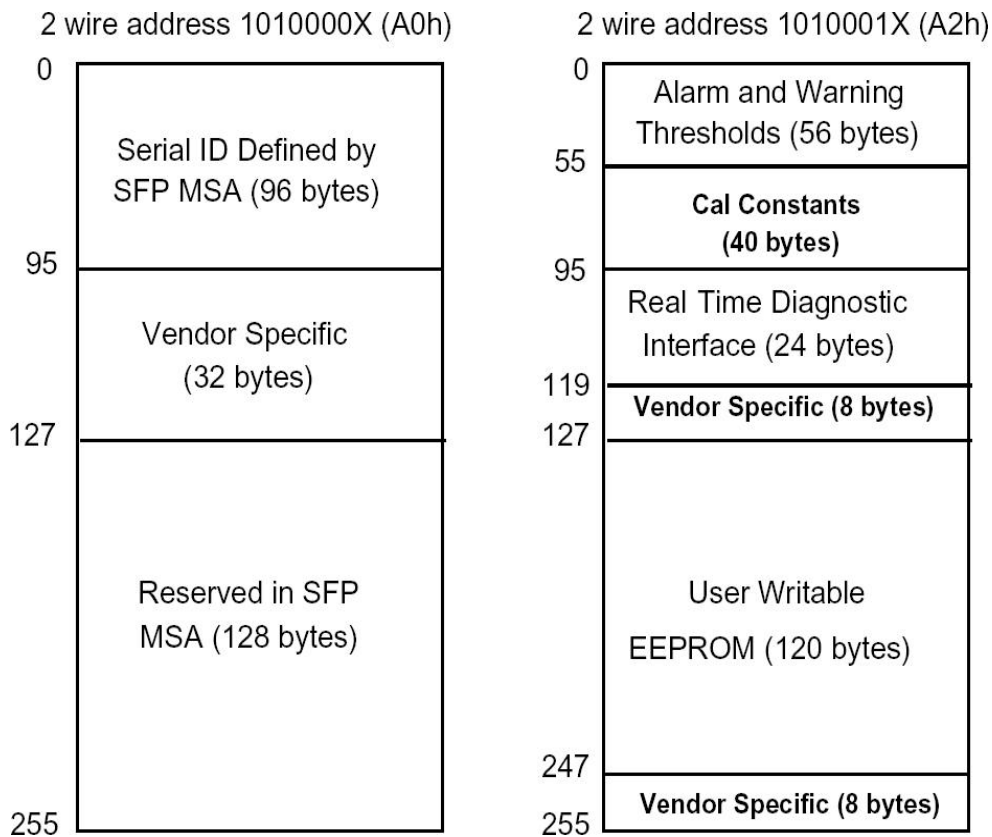 2 wire address 1010000X (A0h)
0
Serial ID Defined by
SFP MSA (96 bytes)
95
Vendor Specific
(32 bytes)
127
Reserved in SFP
MSA (128 bytes)
255
2 wire address 1010001X (A2h)
0
Alarm and Warning
Thresholds (56 bytes)
55
Cal Constants
(40 bytes)
95
Real Time Diagnostic
Interface (24 bytes)
119
Vendor Specific (8 bytes)
127
User Writable
EEPROM (120 bytes)
247
Vendor Specific (8 bytes)
255